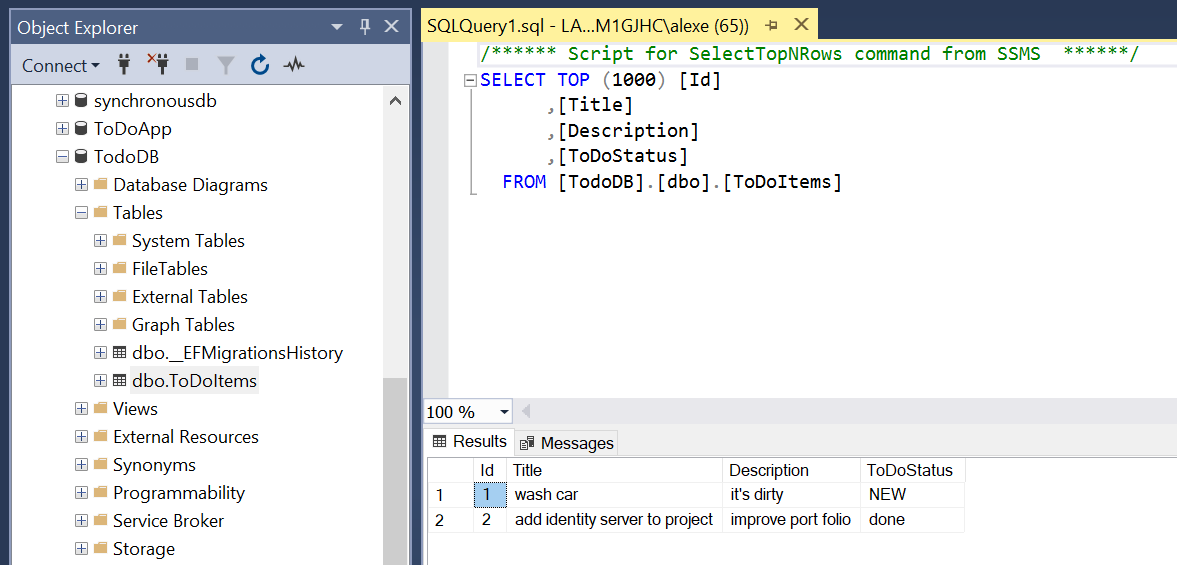 Object Explorer
Connect
synchronousdb
ToDoApp
TodoDB
Database Diagrams
Tables
System Tables
FileTables
External Tables
Graph Tables
dbo.__EFMigrationsHistory
dbo.ToDoItems
Views
External Resources
Synonyms
Programmability
Service Broker
Storage
SQLQuery1.sql - LA...M1GJHC\alexe (65))
/****** Script for SelectTopNRows command from SSMS ******/
SELECT TOP (1000) [Id]
,[Title]
,[Description]
,[ToDoStatus]
FROM [TodoDB].[dbo].[ToDoItems]
100 %
Results Messages
Id Title Description ToDoStatus
1 1 wash car it's dirty NEW
2 2 add identity server to project improve port folio done